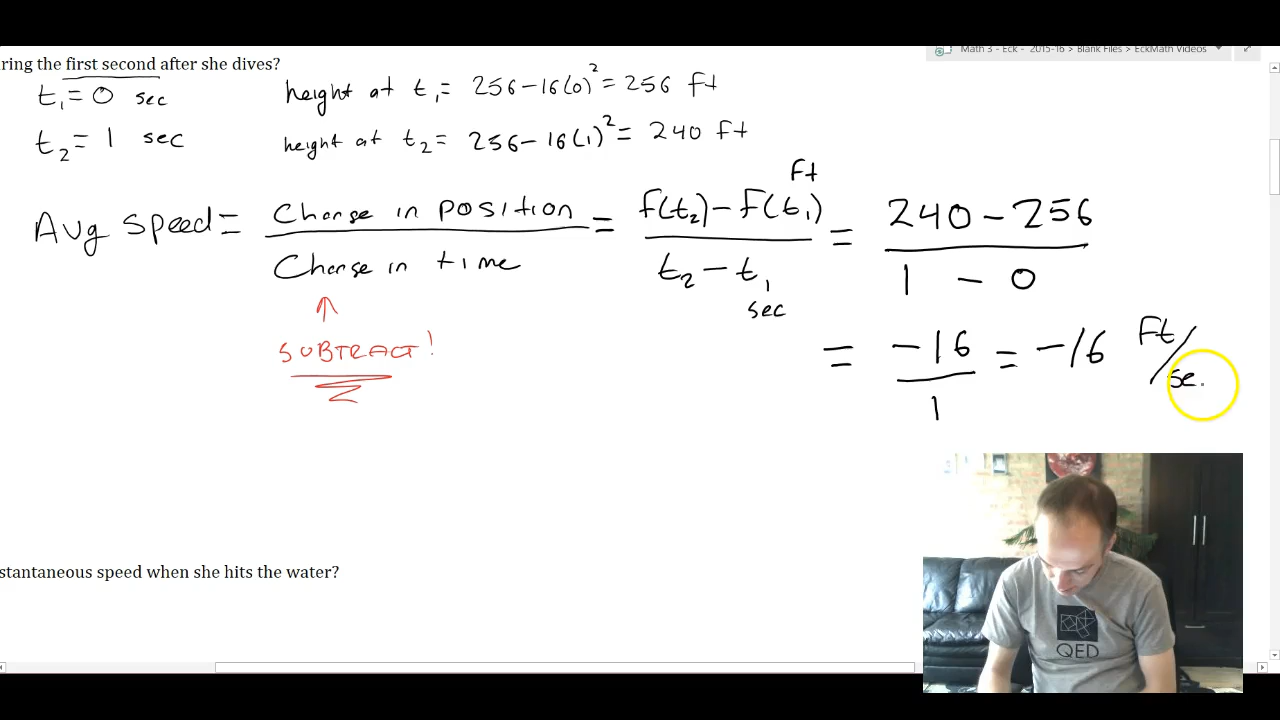 Math 3 - Eck - 2015-16 > Blank Files > EckMath Videos
ring the first second after she dives?
t₁ = 0 sec
height at t₁ = 256 - 16(0)² = 256 ft
t₂ = 1 sec
height at t₂ = 256 - 16(1)² = 240 ft
ft
Avg Speed = Change in position / Change in time = f(t₂) - f(t₁) / t₂ - t₁ = 240 - 256 / 1 - 0
sec
SUBTRACT!
= -16 / 1 = -16 ft/se
stantaneous speed when she hits the water?
QED